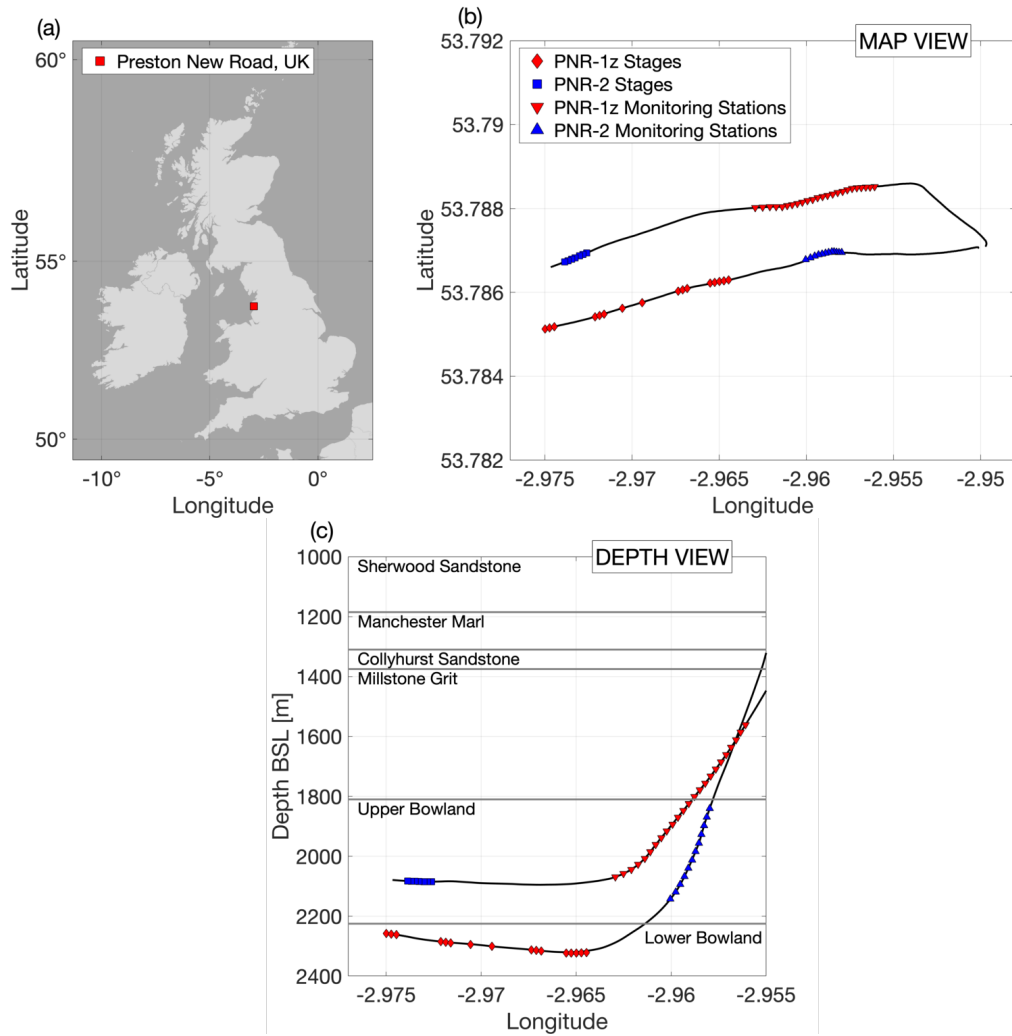 (a)
Preston New Road, UK
60°
55°
50°
Latitude
-10°
-5°
0°
Longitude
(b)
MAP VIEW
PNR-1z Stages
PNR-2 Stages
PNR-1z Monitoring Stations
PNR-2 Monitoring Stations
53.792
53.79
53.788
53.786
53.784
53.782
Latitude
-2.975
-2.97
-2.965
-2.96
-2.955
-2.95
Longitude
(c)
DEPTH VIEW
1000
1200
1400
1600
1800
2000
2200
2400
Depth BSL [m]
Sherwood Sandstone
Manchester Marl
Collyhurst Sandstone
Millstone Grit
Upper Bowland
Lower Bowland
-2.975
-2.97
-2.965
-2.96
-2.955
Longitude